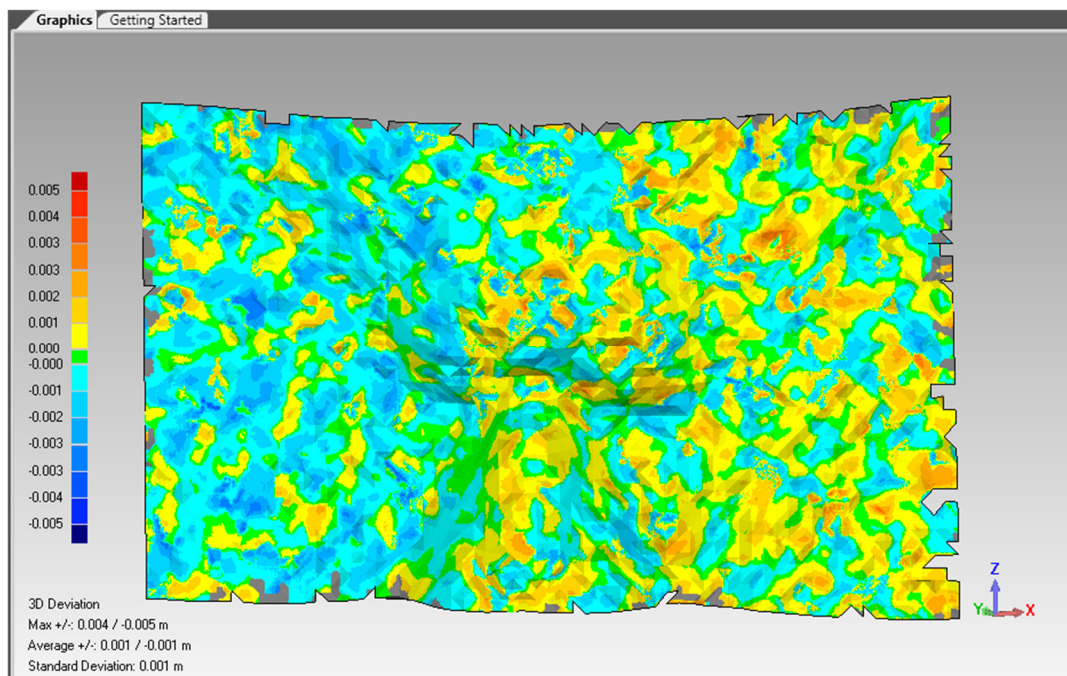 Graphics Getting Started
0.005
0.004
0.003
0.003
0.002
0.001
0.000
-0.000
-0.001
-0.002
-0.003
-0.003
-0.004
-0.005
Z
Y X
3D Deviation
Max +/-: 0.004 / -0.005 m
Average +/-: 0.001 / -0.001 m
Standard Deviation: 0.001 m